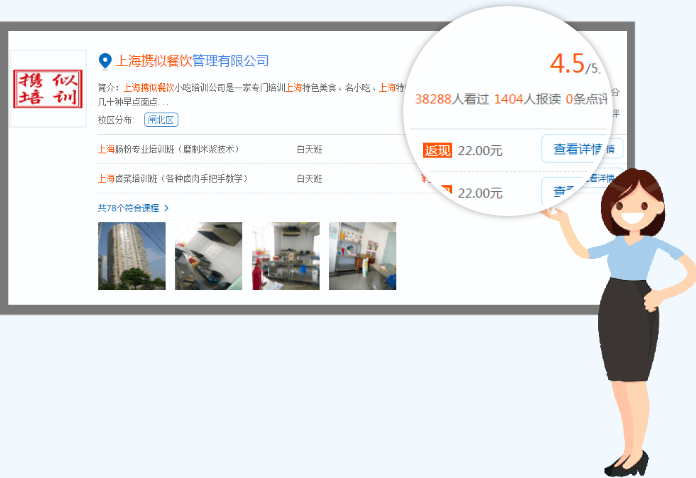 携似
培训
上海携似餐饮管理有限公司
简介：上海携似餐饮小吃培训公司是一家专门培训上海特色美食、名小吃、上海特
几十种早点面点...
校区分布： 闸北区
4.5/5.
38288人看过 1404人报读 0条点评
分
评
上海肠粉专业培训班（磨制米浆技术） 白天班
返现 22.00元 查看详情 情
上海卤菜培训班（各种卤肉手把手教学） 白天班
22.00元 查看详情
共78个符合课程 >